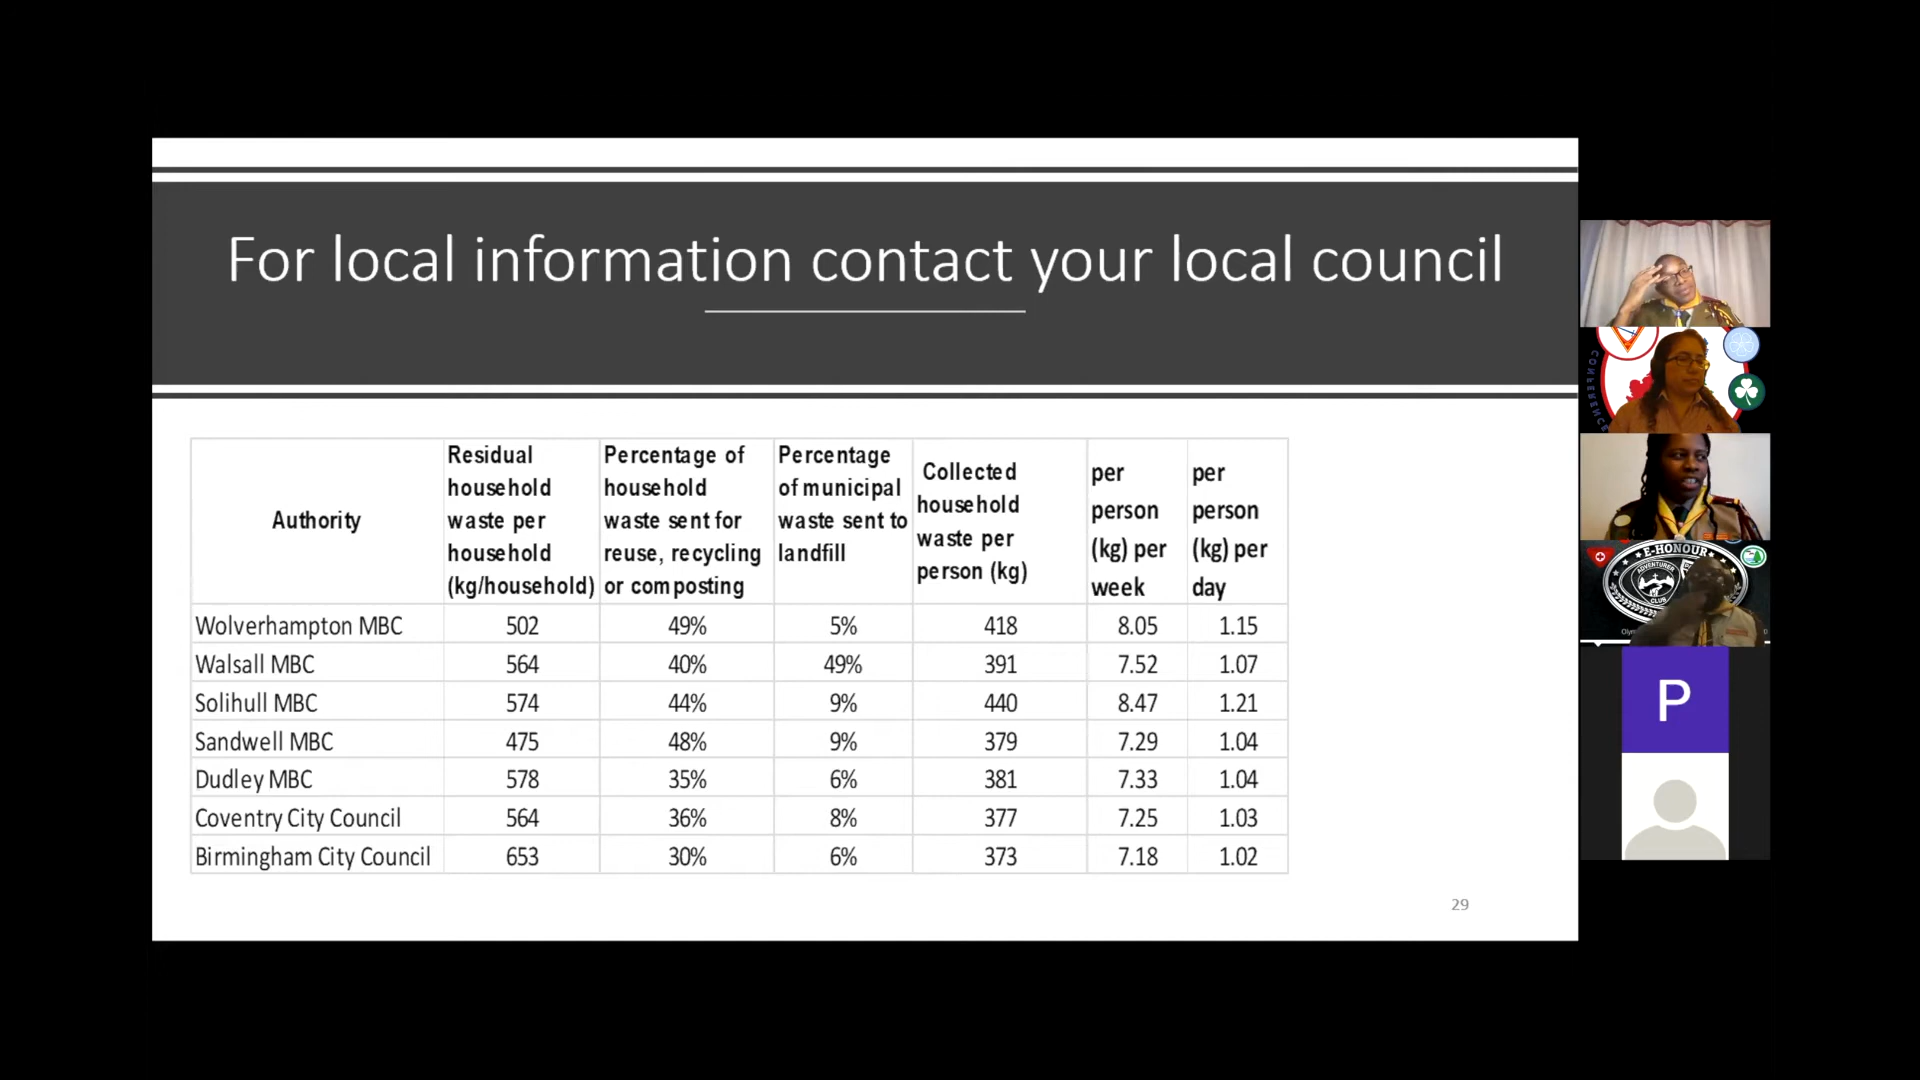 For local information contact your local council
Authority
Residual
household
waste per
household
(kg/household)
Percentage of
household
waste sent for
reuse, recycling
or composting
Percentage
of municipal
waste sent to
landfill
Collected
household
waste per
person (kg)
per
person
(kg) per
week
per
person
(kg) per
day
Wolverhampton MBC 502 49% 5% 418 8.05 1.15
Walsall MBC 564 40% 49% 391 7.52 1.07
Solihull MBC 574 44% 9% 440 8.47 1.21
Sandwell MBC 475 48% 9% 379 7.29 1.04
Dudley MBC 578 35% 6% 381 7.33 1.04
Coventry City Council 564 36% 8% 377 7.25 1.03
Birmingham City Council 653 30% 6% 373 7.18 1.02
29
CONFERENCE
E-HONOUR
ADVENTURER
CLUB
P